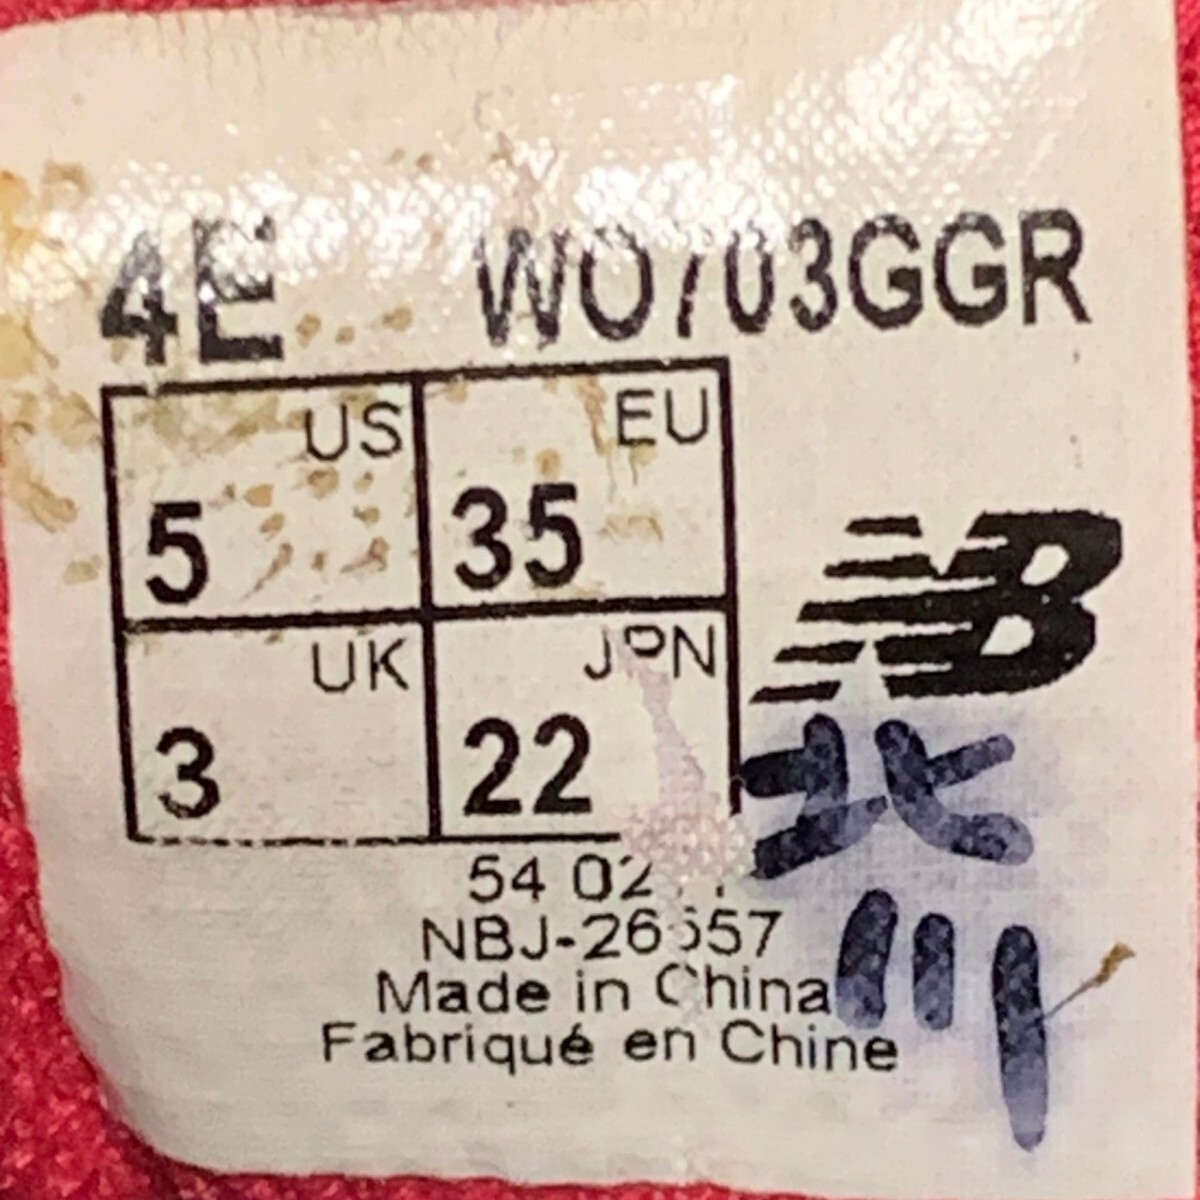 4E WO703GGR
US EU
5 35
UK JPN
3 22
NB
北
54
Made in China
川
Fabriqué en Chine